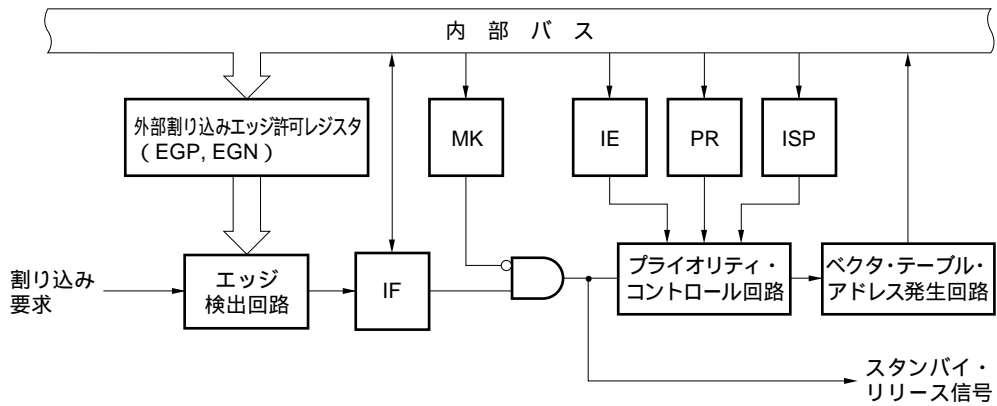 内 部 バ ス
外部割り込みエッジ許可レジスタ
( EGP, EGN )
MK
IE
PR
ISP
割り込み
要求
エッジ
検出回路
IF
プライオリティ・
コントロール回路
ベクタ・テーブル・
アドレス発生回路
スタンバイ・
リリース信号